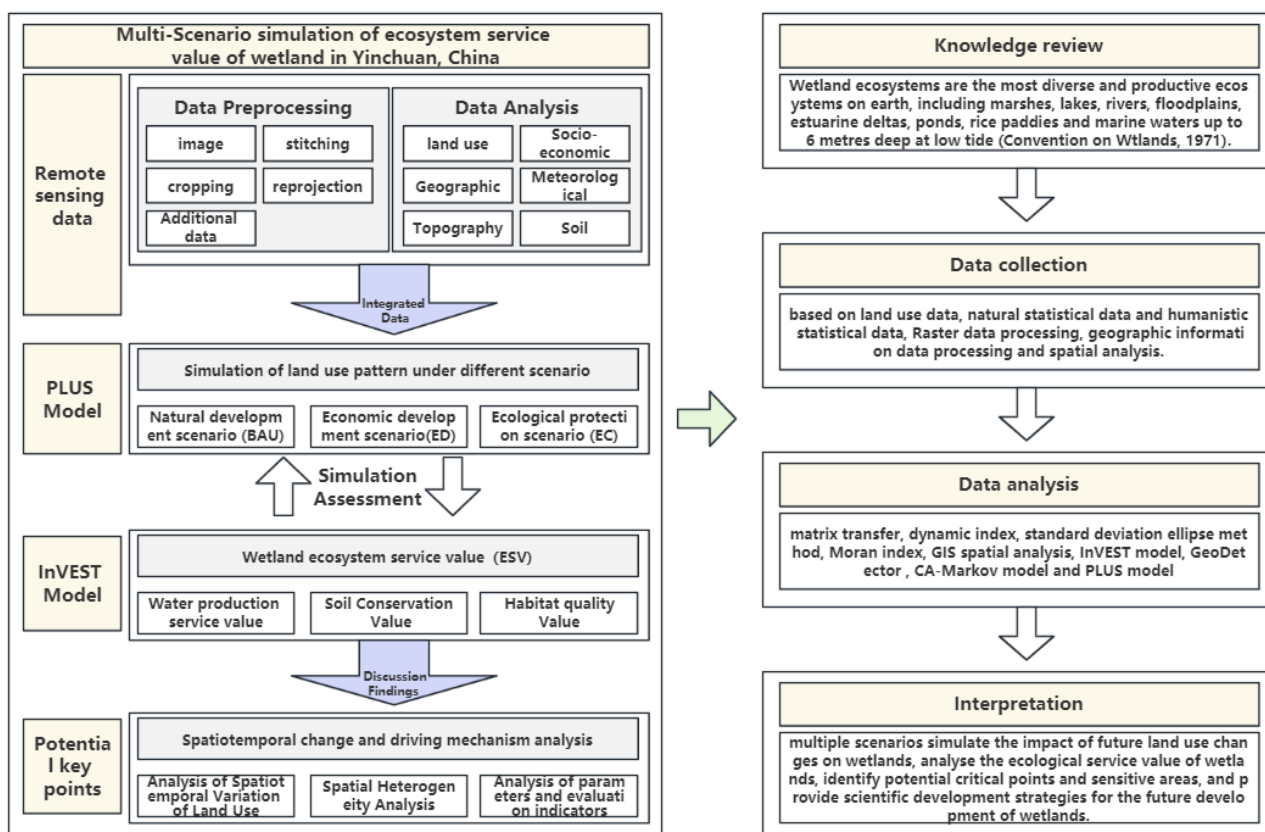 Multi-Scenario simulation of ecosystem service
value of wetland in Yinchuan, China
Remote
sensing
data
Data Preprocessing
image
stitching
cropping
reprojection
Additional
data
Data Analysis
land use
Socio-
economic
Geographic
Meteorolog
ical
Topography
Soil
Integrated
Data
PLUS
Model
Simulation of land use pattern under different scenario
Natural developm
ent scenario (BAU)
Economic develop
ment scenario(ED)
Ecological protecti
on scenario (EC)
Simulation
Assessment
InVEST
Model
Wetland ecosystem service value (ESV)
Water production
service value
Soil Conservation
Value
Habitat quality
Value
Discussion
Findings
Potentia
l key
points
Spatiotemporal change and driving mechanism analysis
Analysis of Spatiot
emporal Variation
of Land Use
Spatial Heterogen
eity Analysis
Analysis of param
eters and evaluati
on indicators
Knowledge review
Wetland ecosystems are the most diverse and productive ecos
ystems on earth, including marshes, lakes, rivers, floodplains,
estuarine deltas, ponds, rice paddies and marine waters up to
6 metres deep at low tide (Convention on Wtlands, 1971).
Data collection
based on land use data, natural statistical data and humanistic
statistical data, Raster data processing, geographic informati
on data processing and spatial analysis.
Data analysis
matrix transfer, dynamic index, standard deviation ellipse met
hod, Moran index, GIS spatial analysis, InVEST model, GeoDet
ector , CA-Markov model and PLUS model
Interpretation
multiple scenarios simulate the impact of future land use chan
ges on wetlands, analyse the ecological service value of wetla
nds, identify potential critical points and sensitive areas, and p
rovide scientific development strategies for the future develo
pment of wetlands.